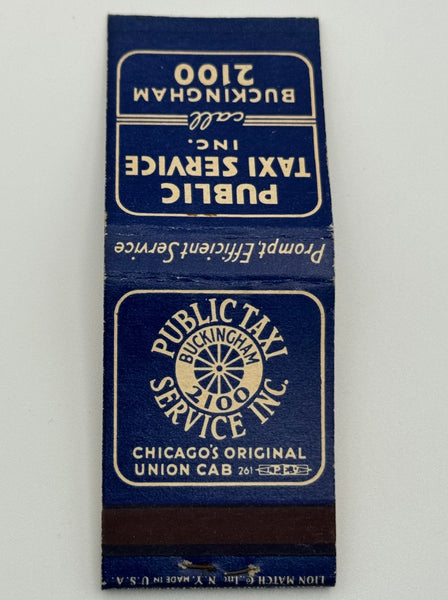 PUBLIC
TAXI SERVICE
INC.
call
BUCKINGHAM
2100
Prompt, Efficient Service
PUBLIC TAXI
BUCKINGHAM
2100
SERVICE INC.
CHICAGO'S ORIGINAL
UNION CAB 261
LION MATCH Co., Inc. N.Y. MADE IN U.S.A.